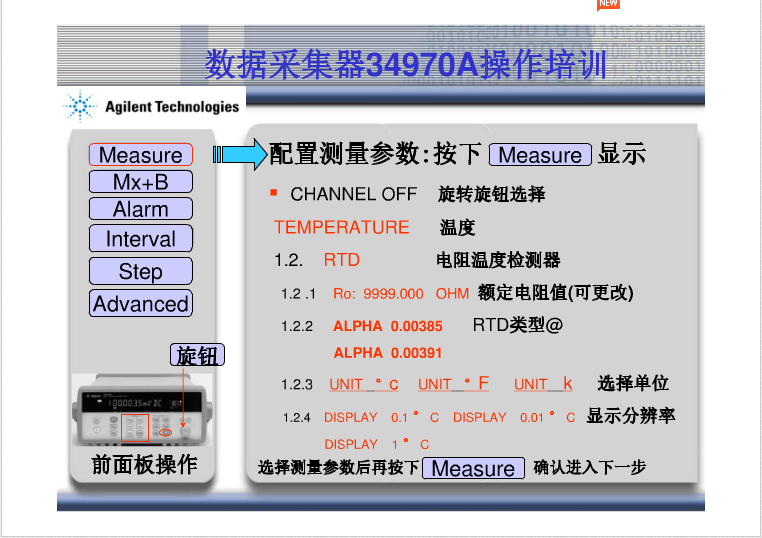 NEW
数据采集器34970A操作培训
Agilent Technologies
Measure
Mx+B
Alarm
Interval
Step
Advanced
旋钮
前面板操作
配置测量参数:按下 Measure 显示
CHANNEL OFF 旋转旋钮选择
TEMPERATURE 温度
1.2. RTD 电阻温度检测器
1.2 .1 Ro: 9999.000 OHM 额定电阻值(可更改)
1.2.2 ALPHA 0.00385 RTD类型@
ALPHA 0.00391
1.2.3 UNIT _° c UNIT_° F UNIT_k 选择单位
1.2.4 DISPLAY 0.1 ° C DISPLAY 0.01 ° C 显示分辨率
DISPLAY 1 ° C
选择测量参数后再按下 Measure 确认进入下一步